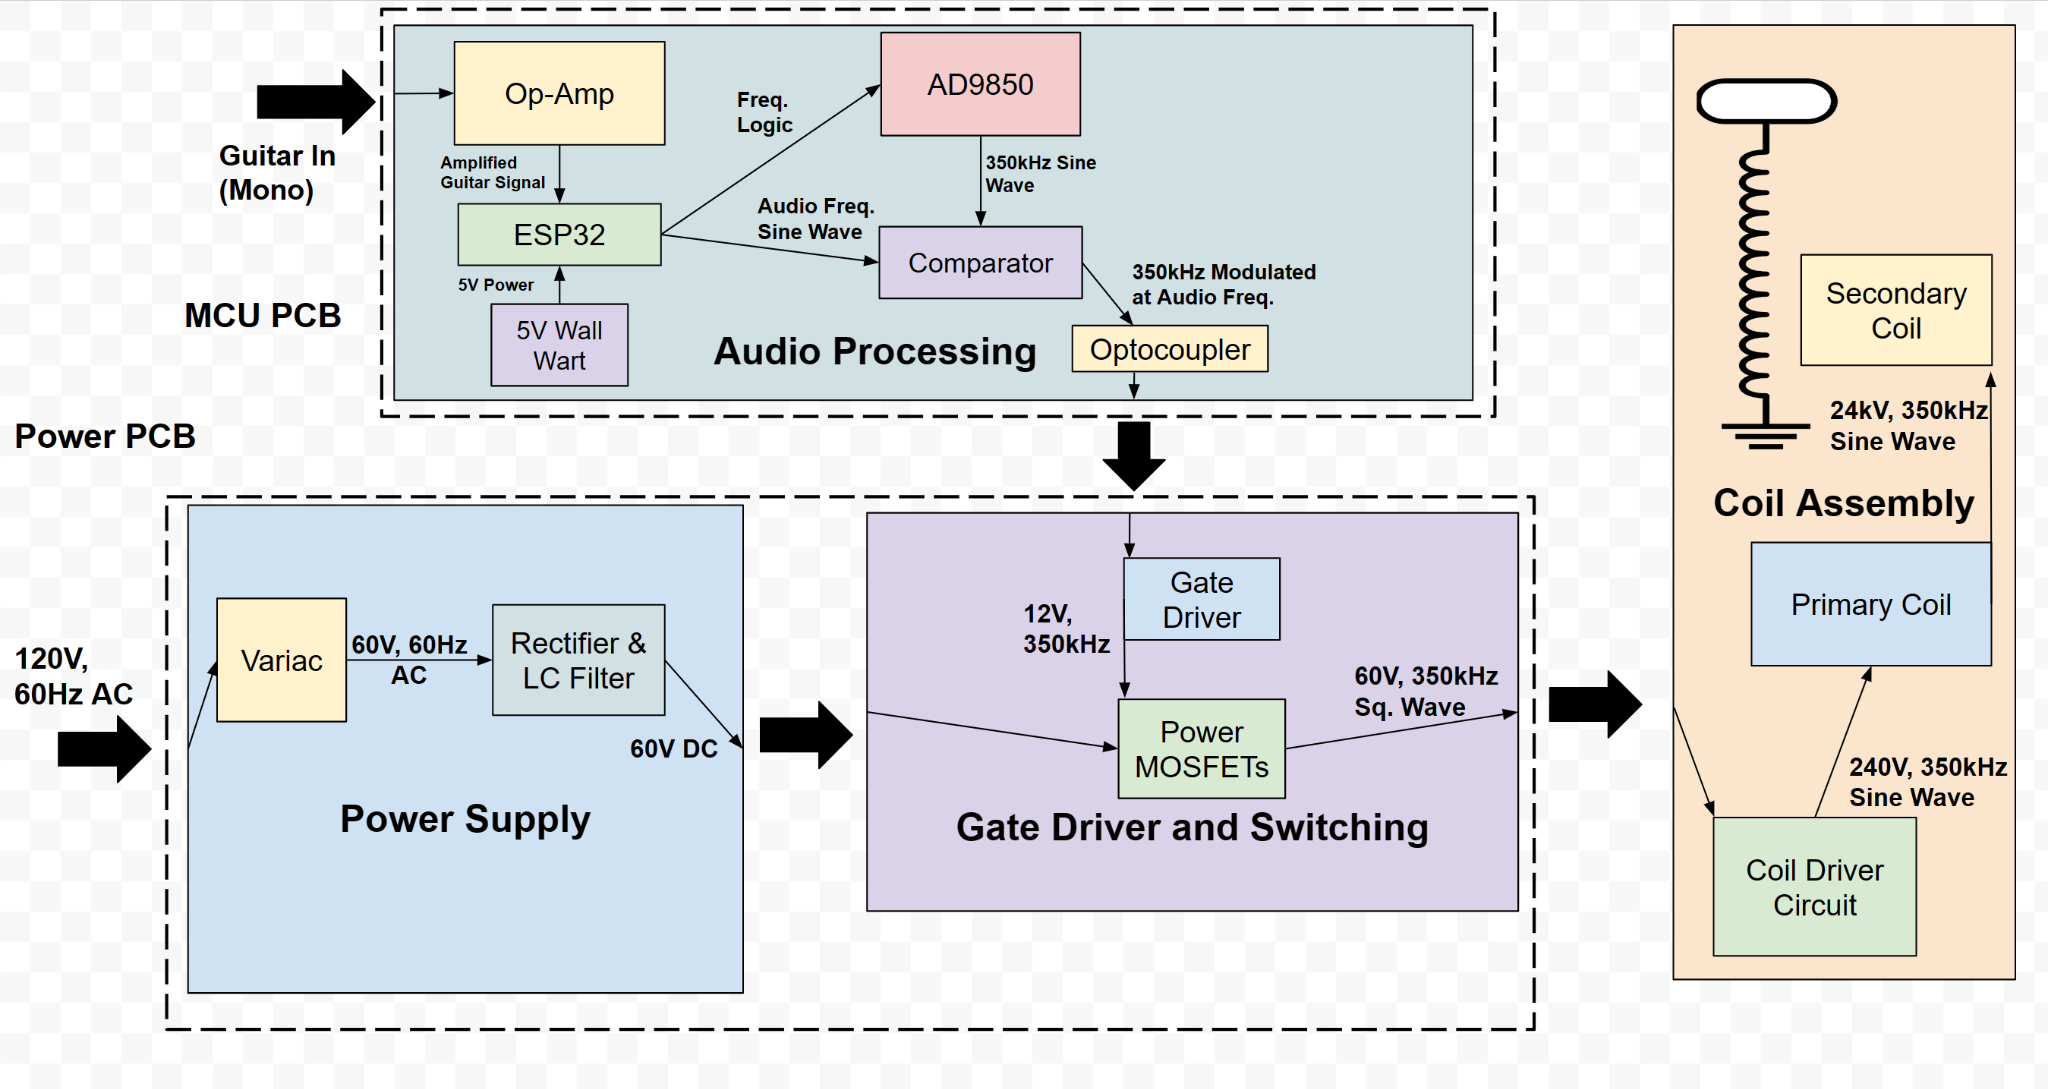 Guitar In
(Mono)
MCU PCB
Op-Amp
Amplified
Guitar Signal
ESP32
5V Power
5V Wall
Wart
Freq.
Logic
AD9850
350kHz Sine
Wave
Audio Freq.
Sine Wave
Comparator
350kHz Modulated
at Audio Freq.
Optocoupler
Audio Processing
Power PCB
120V,
60Hz AC
Variac
60V, 60Hz
AC
Rectifier &
LC Filter
60V DC
Power Supply
Gate
Driver
12V,
350kHz
Power
MOSFETs
60V, 350kHz
Sq. Wave
Gate Driver and Switching
Secondary
Coil
24kV, 350kHz
Sine Wave
Coil Assembly
Primary Coil
240V, 350kHz
Sine Wave
Coil Driver
Circuit